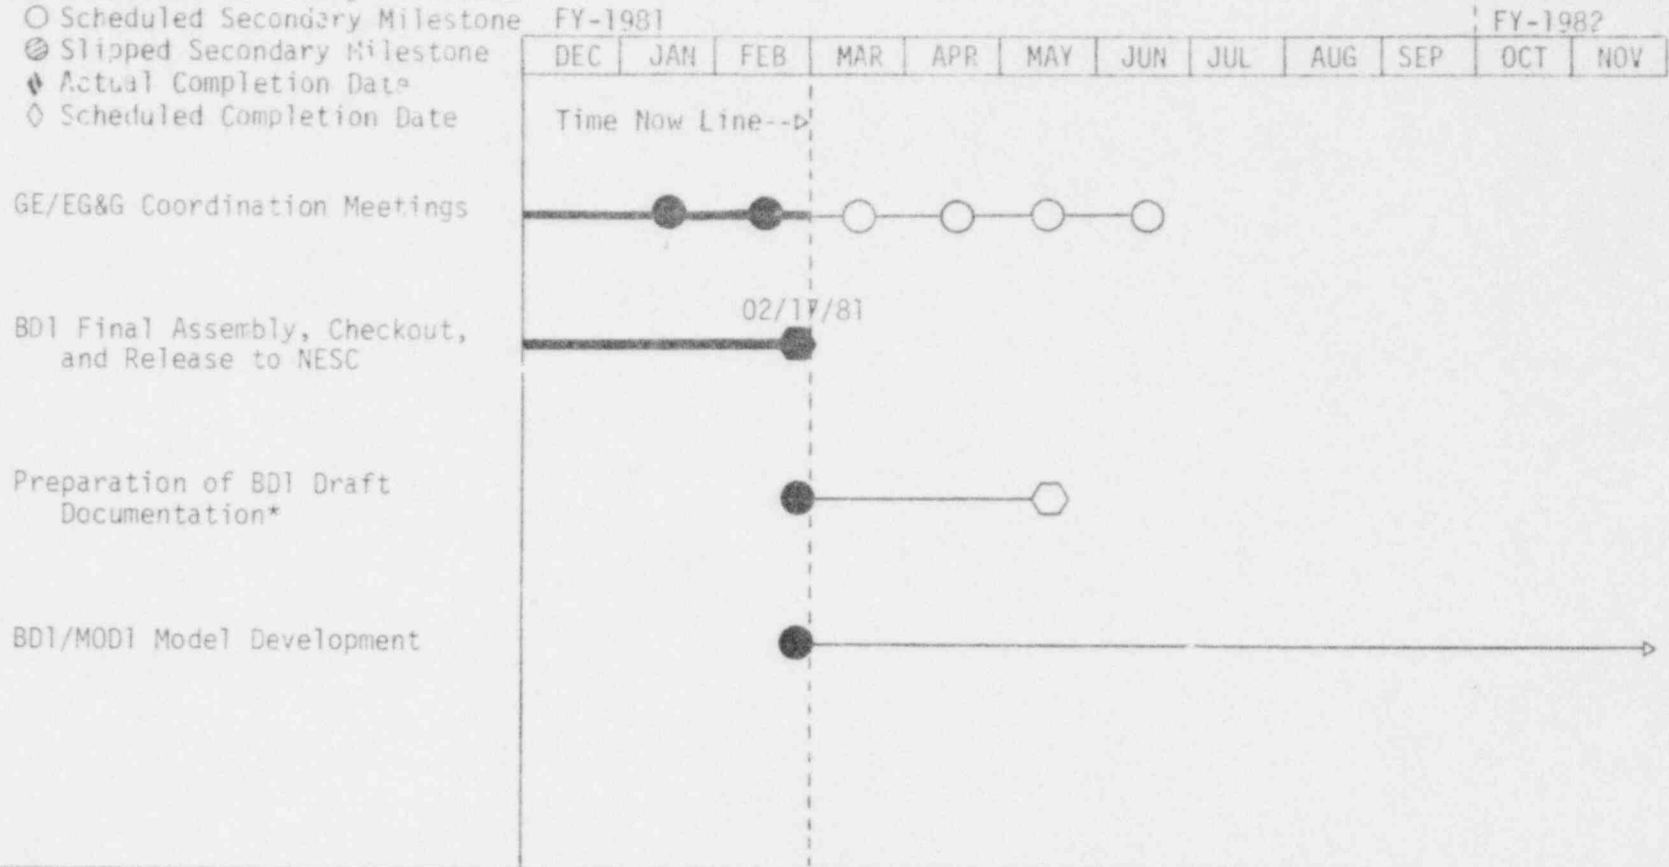 ○ Scheduled Secondary Milestone
Slipped Secondary Milestone
Actual Completion Date
◊ Scheduled Completion Date
FY-1981
FY-1982
DEC JAN FEB MAR APR MAY JUN JUL AUG SEP OCT NOV
Time Now Line--▷
GE/EG&G Coordination Meetings
02/17/81
BD1 Final Assembly, Checkout,
and Release to NESC
Preparation of BD1 Draft
Documentation*
BD1/MOD1 Model Development